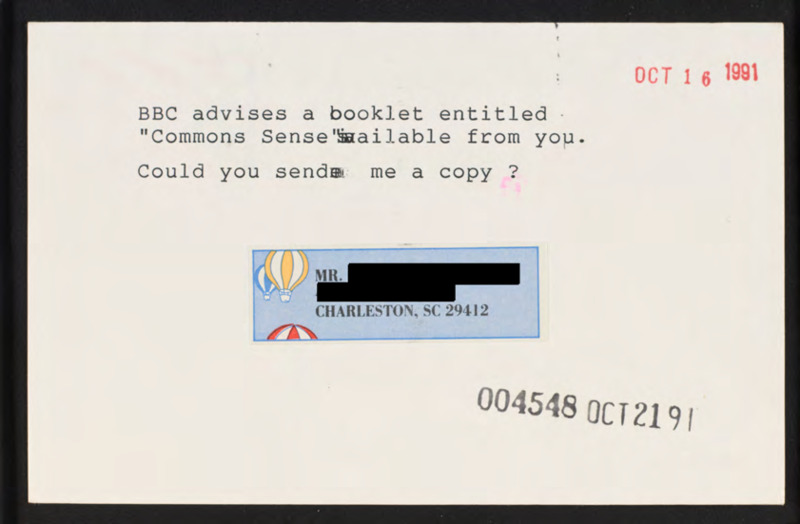 OCT 16 1991
BBC advises a booklet entitled
"Commons Sense" available from you.
Could you send me a copy ?
MR.
CHARLESTON, SC 29412
004548 OCT 21 91